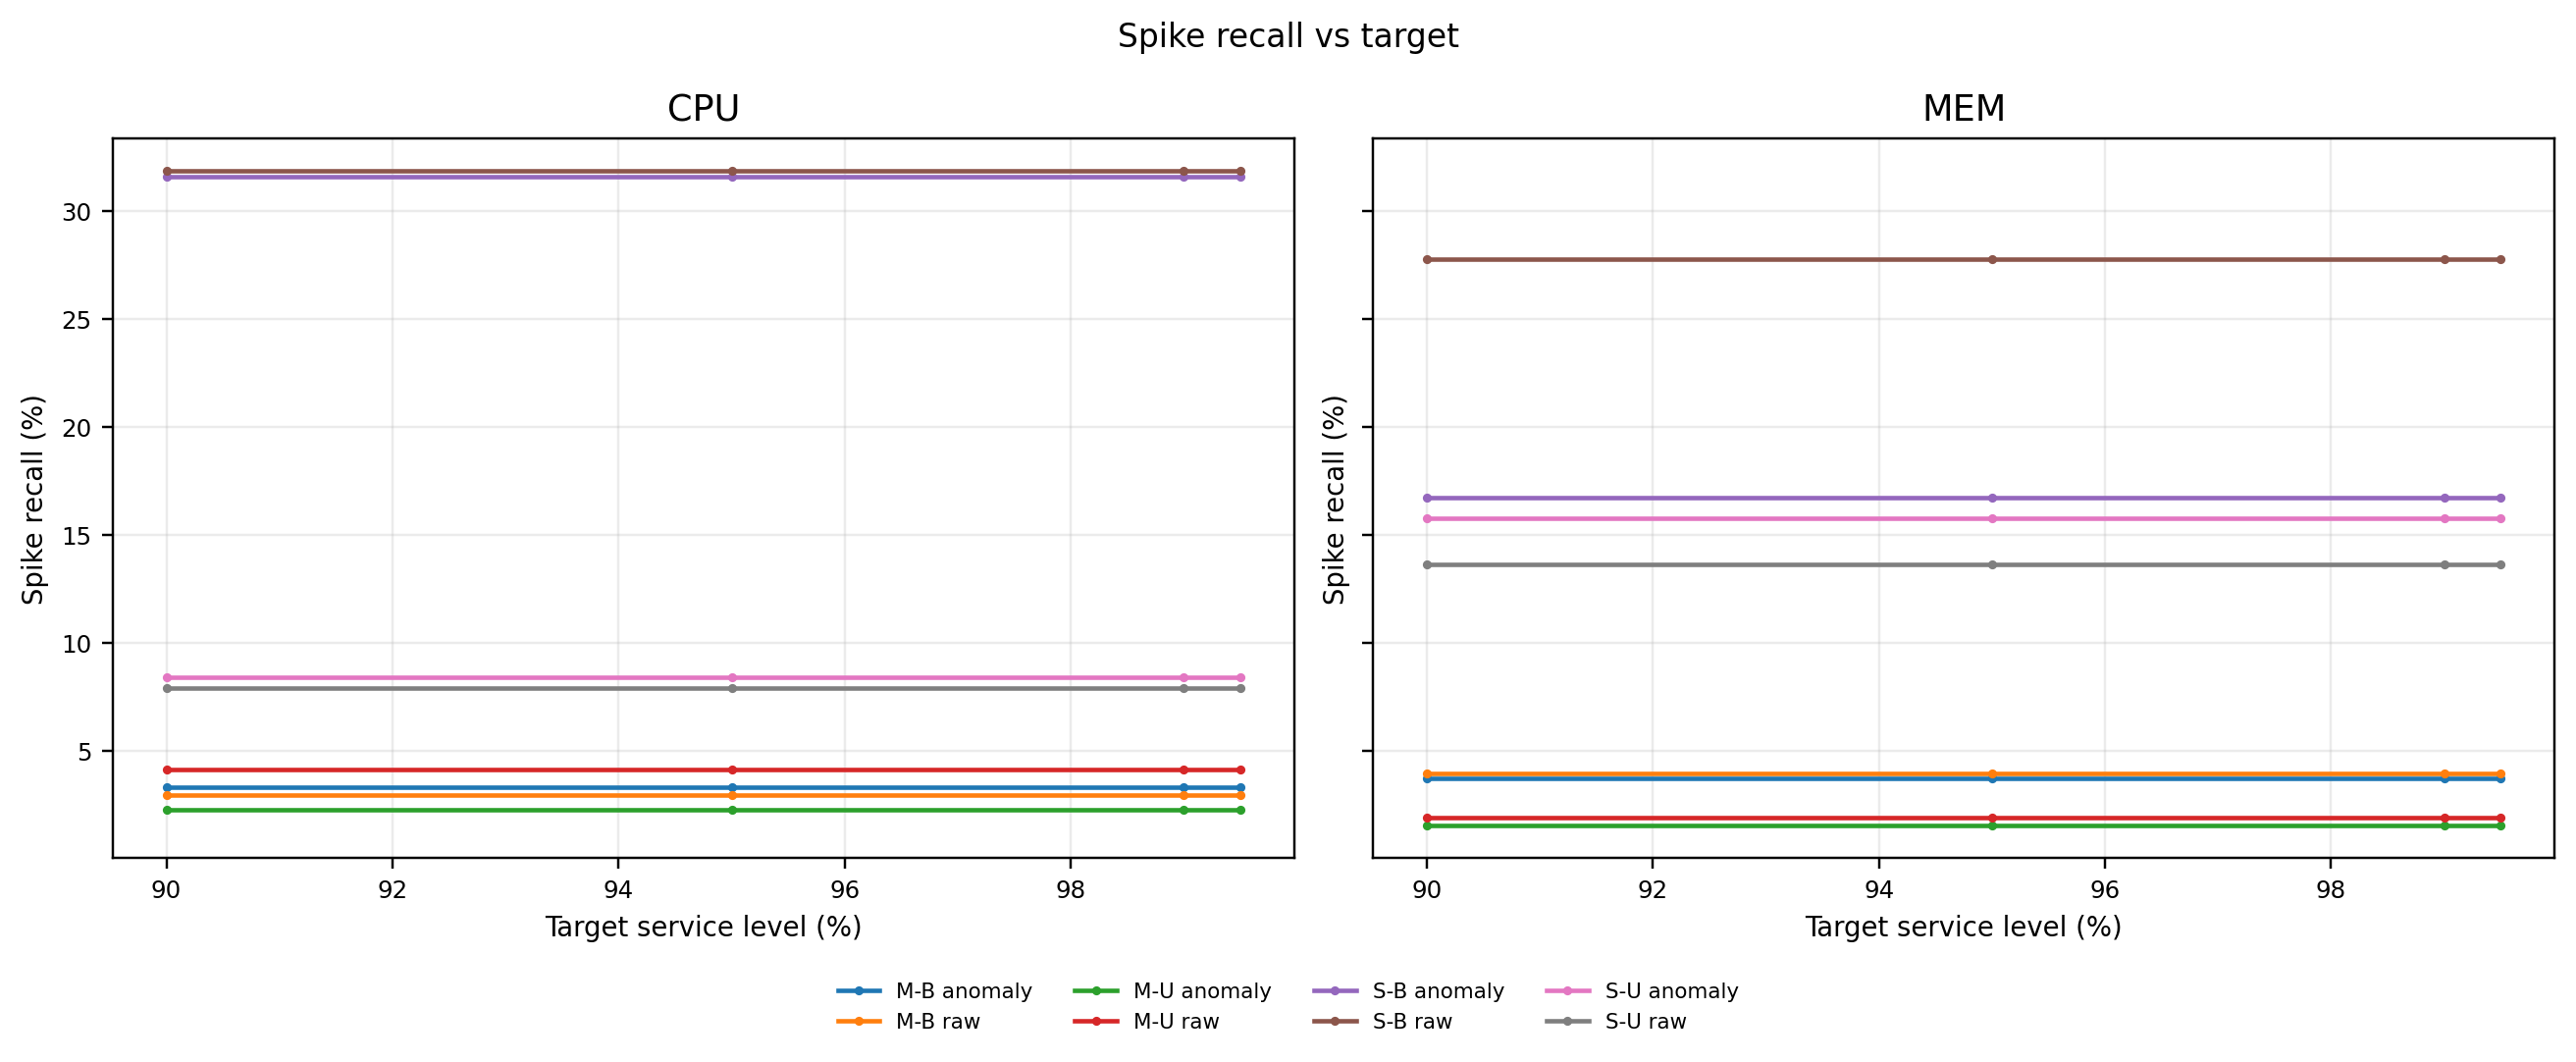 Spike recall vs target
CPU
Spike recall (%)
30
25
20
15
10
5
90 92 94 96 98
Target service level (%)
MEM
Spike recall (%)
90 92 94 96 98
Target service level (%)
M-B anomaly M-U anomaly S-B anomaly S-U anomaly
M-B raw M-U raw S-B raw S-U raw